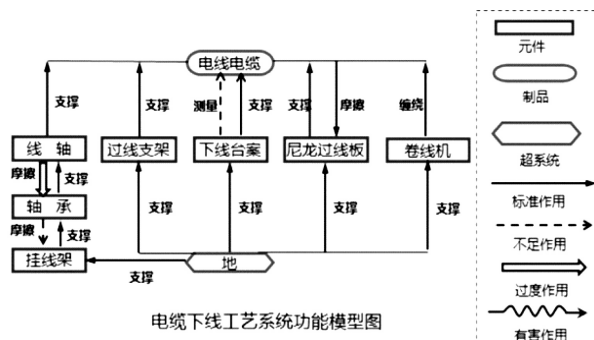 电线电缆
支撑
支撑
测量
支撑
支撑
摩擦
缠绕
线 轴
过线支架
下线台案
尼龙过线板
卷线机
摩擦
支撑
轴 承
摩擦
支撑
支撑
支撑
支撑
支撑
挂线架
地
支撑
电缆下线工艺系统功能模型图
元件
制品
超系统
标准作用
不足作用
过度作用
有害作用